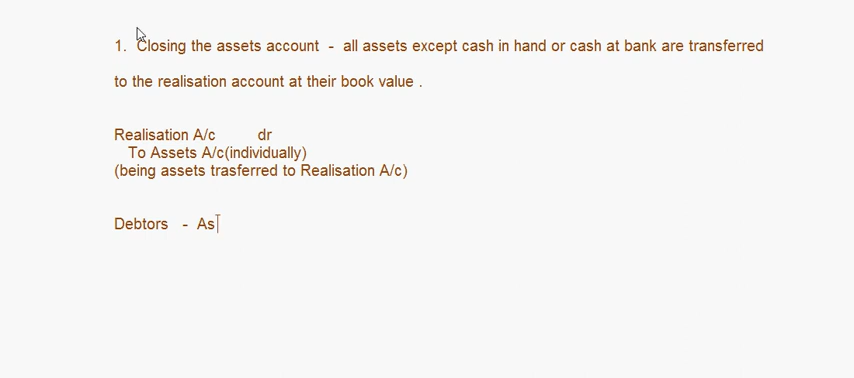 1. Closing the assets account - all assets except cash in hand or cash at bank are transferred
to the realisation account at their book value .
Realisation A/c dr
To Assets A/c(individually)
(being assets trasferred to Realisation A/c)
Debtors - As